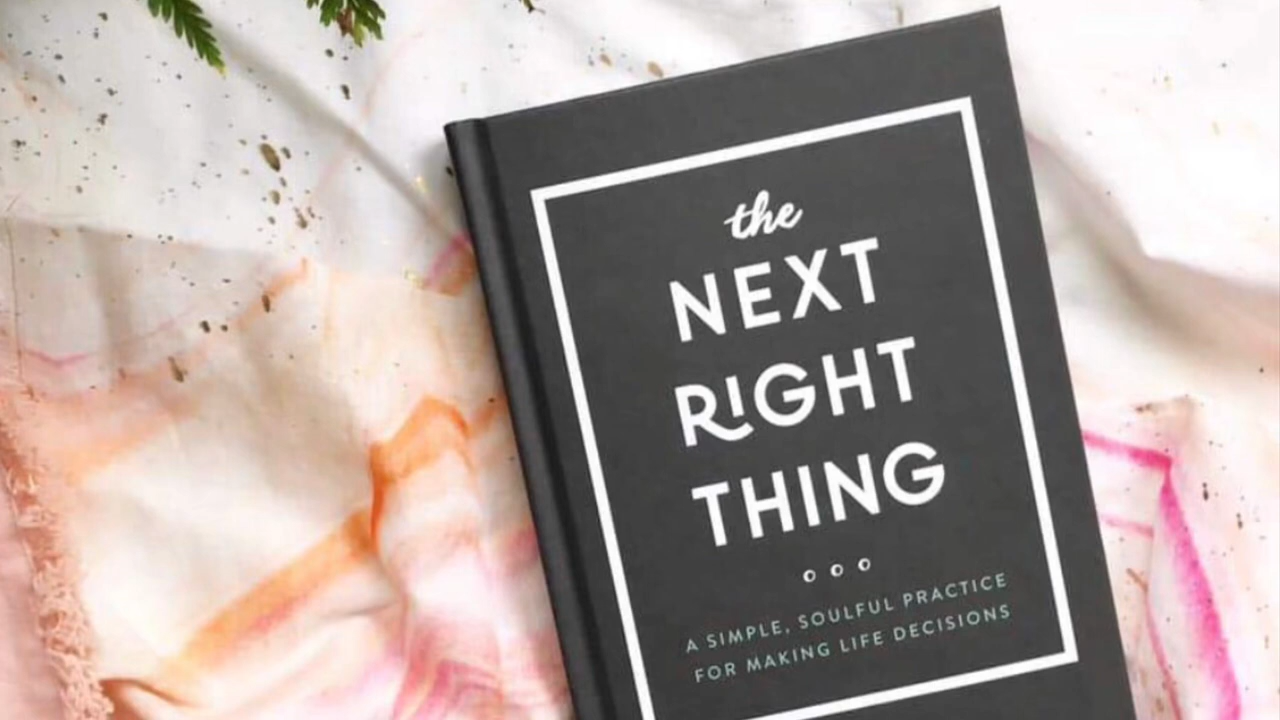 the
NEXT
RIGHT
THING
A SIMPLE, SOULFUL PRACTICE
FOR MAKING LIFE DECISIONS